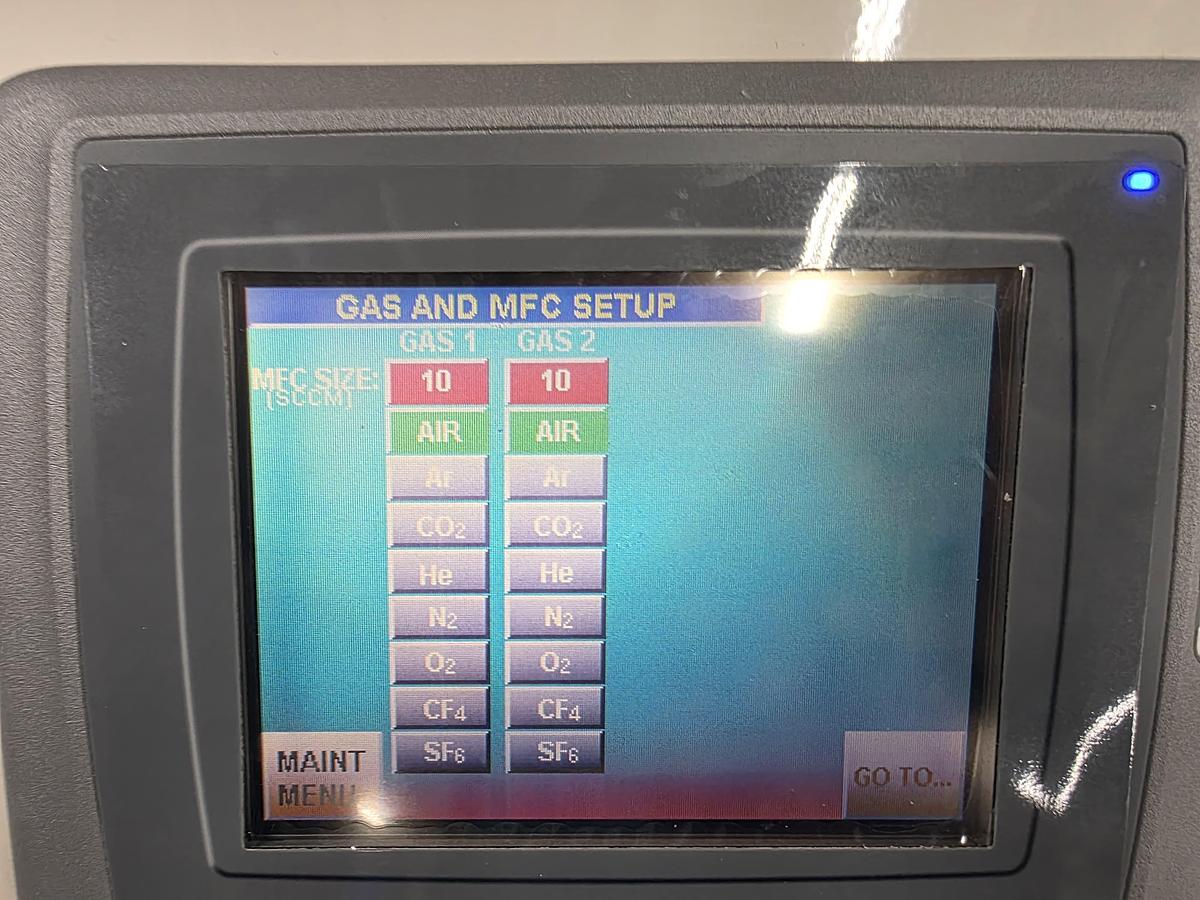 GAS AND MFC SETUP
GAS 1 GAS 2
MFC SIZE: 10 10
[SCCM]
AIR AIR
Ar Ar
CO₂ CO₂
He He
N₂ N₂
O₂ O₂
CF₄ CF₄
SF₆ SF₆
MAINT
MENU
GO TO...